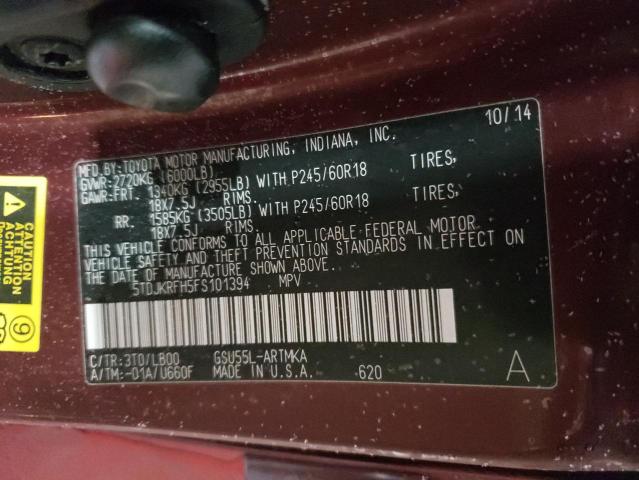 MFD.BY:TOYOTA MOTOR MANUFACTURING, INDIANA, INC. 10/14
GVWR:2720KG (6000LB)
GAWR:FRT. 1340KG (2955LB) WITH P245/60R18 TIRES,
18X7.5J RIMS.
RR. 1585KG (3505LB) WITH P245/60R18 TIRES,
18X7.5J RIMS.
THIS VEHICLE CONFORMS TO ALL APPLICABLE FEDERAL MOTOR
VEHICLE SAFETY AND THEFT PREVENTION STANDARDS IN EFFECT ON
THE DATE OF MANUFACTURE SHOWN ABOVE.
5TDJKRFH5FS101394 MPV
C/TR:3T0/LB00 GSU55L-ARTMKA
A/TM:-01A/U660F MADE IN U.S.A. 620 A
CAUTION
ATTENTION
ACHTUNG
9